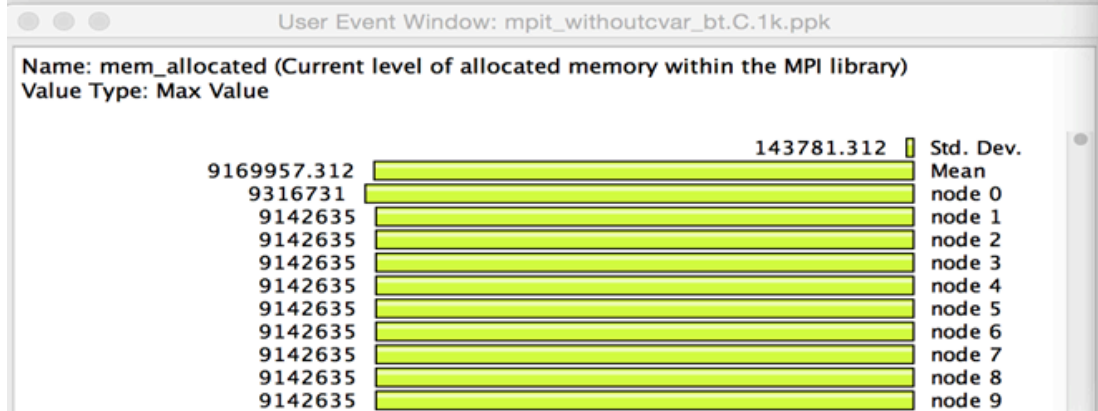 User Event Window: mpit_withoutcvar_bt.C.1k.ppk
Name: mem_allocated (Current level of allocated memory within the MPI library)
Value Type: Max Value
143781.312 Std. Dev.
9169957.312 Mean
9316731 node 0
9142635 node 1
9142635 node 2
9142635 node 3
9142635 node 4
9142635 node 5
9142635 node 6
9142635 node 7
9142635 node 8
9142635 node 9